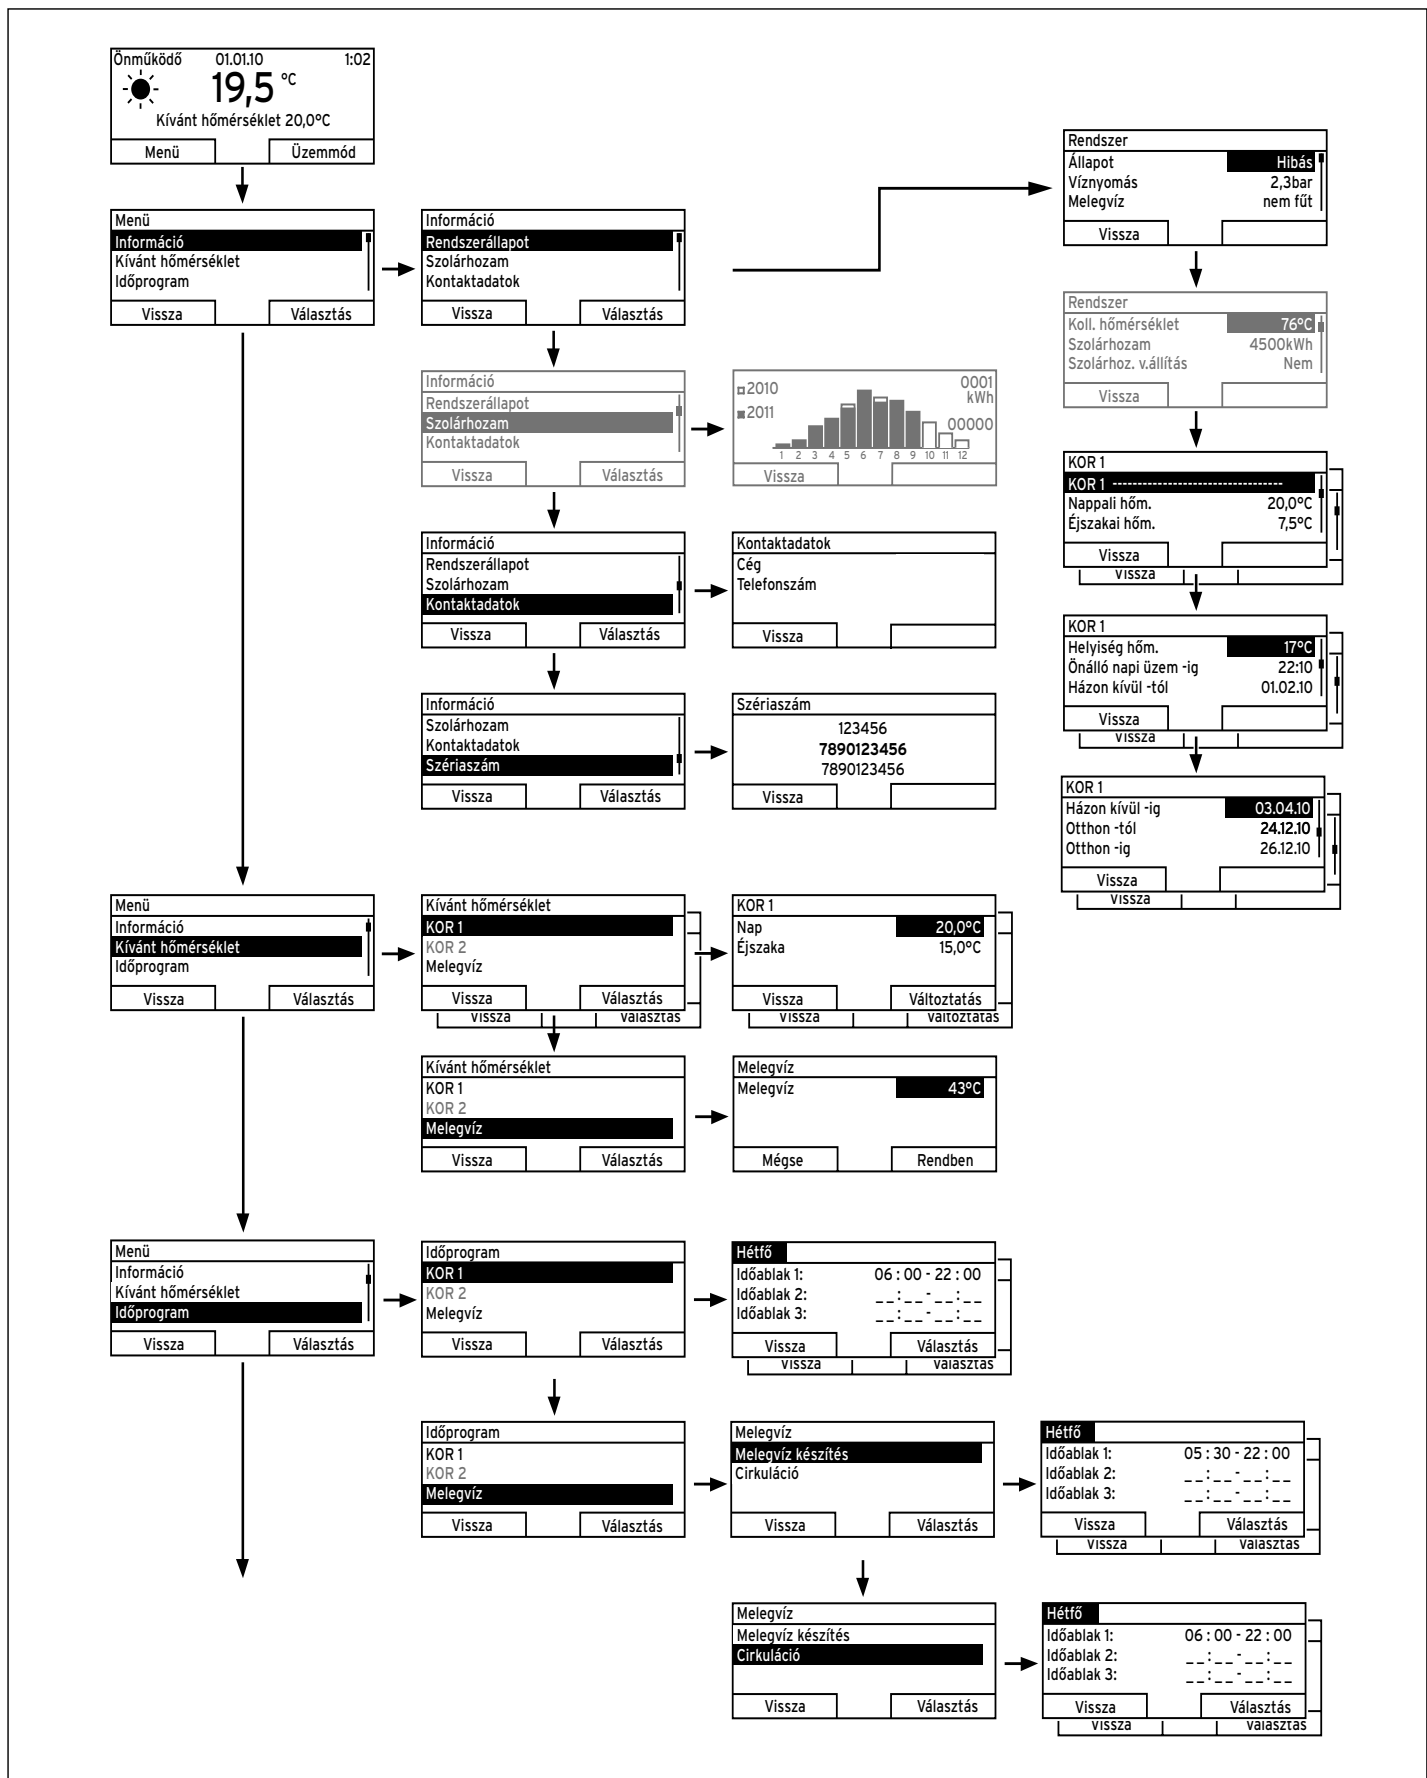 Önműködő 01.01.10 1:02
19,5 °C
Kívánt hőmérséklet 20,0°C
Menü Üzemmód
Menü
Információ
Kívánt hőmérséklet
Időprogram
Vissza Választás
Információ
Rendszerállapot
Szolárhozam
Kontaktadatok
Vissza Választás
Rendszer
Állapot Hibás
Víznyomás 2,3bar
Melegvíz nem fűt
Vissza
Rendszer
Koll. hőmérséklet 76°C
Szolárhozam 4500kWh
Szolárhoz. v.állítás Nem
Vissza
Információ
Rendszerállapot
Szolárhozam
Kontaktadatok
Vissza Választás
2010 0001
kWh
2011 00000
1 2 3 4 5 6 7 8 9 10 11 12
Vissza
KOR 1
KOR 1 ----------------------------------
Nappali hőm. 20,0°C
Éjszakai hőm. 7,5°C
Vissza
Vissza
Információ
Rendszerállapot
Szolárhozam
Kontaktadatok
Vissza Választás
Kontaktadatok
Cég
Telefonszám
Vissza
KOR 1
Helyiség hőm. 17°C
Önálló napi üzem -ig 22:10
Házon kívül -tól 01.02.10
Vissza
Vissza
Információ
Szolárhozam
Kontaktadatok
Szériaszám
Vissza Választás
Szériaszám
123456
7890123456
7890123456
Vissza
KOR 1
Házon kívül -ig 03.04.10
Otthon -tól 24.12.10
Otthon -ig 26.12.10
Vissza
Vissza
Menü
Információ
Kívánt hőmérséklet
Időprogram
Vissza Választás
Kívánt hőmérséklet
KOR 1
KOR 2
Melegvíz
Vissza Választás
Vissza Választás
KOR 1
Nap 20,0°C
Éjszaka 15,0°C
Vissza Változtatás
Vissza Változtatás
Kívánt hőmérséklet
KOR 1
KOR 2
Melegvíz
Vissza Választás
Melegvíz
Melegvíz 43°C
Mégse Rendben
Menü
Információ
Kívánt hőmérséklet
Időprogram
Vissza Választás
Időprogram
KOR 1
KOR 2
Melegvíz
Vissza Választás
Hétfő
Időablak 1: 06 : 00 - 22 : 00
Időablak 2: _ _ : _ _ - _ _ : _ _
Időablak 3: _ _ : _ _ - _ _ : _ _
Vissza Választás
Vissza Választás
Időprogram
KOR 1
KOR 2
Melegvíz
Vissza Választás
Melegvíz
Melegvíz készítés
Cirkuláció
Vissza Választás
Hétfő
Időablak 1: 05 : 30 - 22 : 00
Időablak 2: _ _ : _ _ - _ _ : _ _
Időablak 3: _ _ : _ _ - _ _ : _ _
Vissza Választás
Vissza Választás
Melegvíz
Melegvíz készítés
Cirkuláció
Vissza Választás
Hétfő
Időablak 1: 06 : 00 - 22 : 00
Időablak 2: _ _ : _ _ - _ _ : _ _
Időablak 3: _ _ : _ _ - _ _ : _ _
Vissza Választás
Vissza Választás